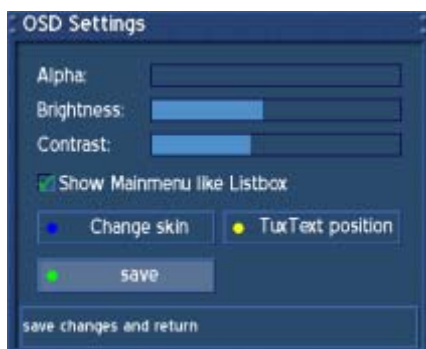 OSD Settings
Alpha:
Brightness:
Contrast:
Show Mainmenu like Listbox
Change skin
TuxText position
save
save changes and return